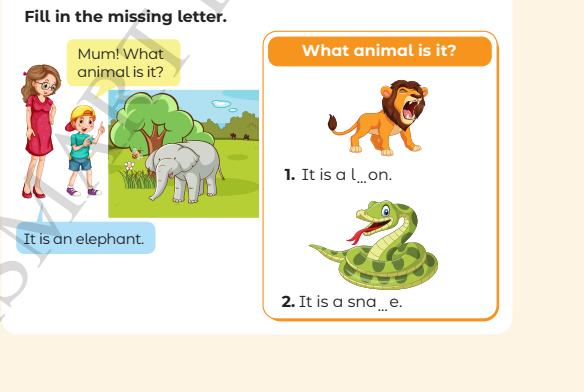 Fill in the missing letter.
Mum! What
animal is it?
It is an elephant.
What animal is it?
1. It is a l...on.
2. It is a sna...e.